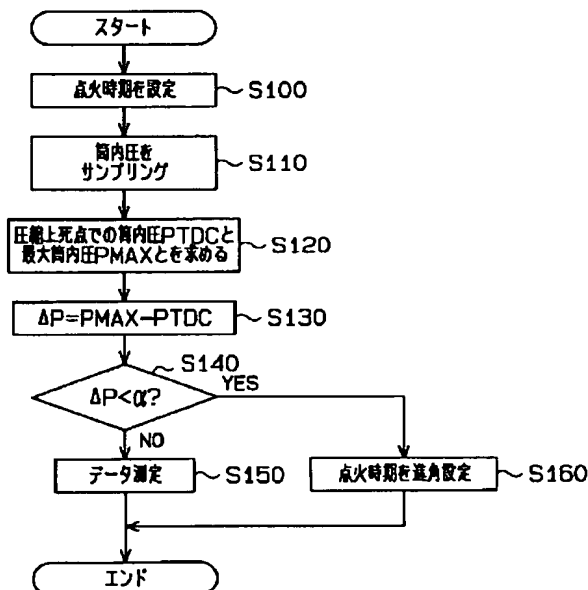 スタート
点火時期を設定
S100
筒内圧を
サンプリング
S110
圧縮上死点での筒内圧PTDCと
最大筒内圧PMAXとを求める
S120
ΔP=PMAX-PTDC
S130
S140
ΔP<α?
YES
NO
データ測定
S150
点火時期を進角設定
S160
エンド